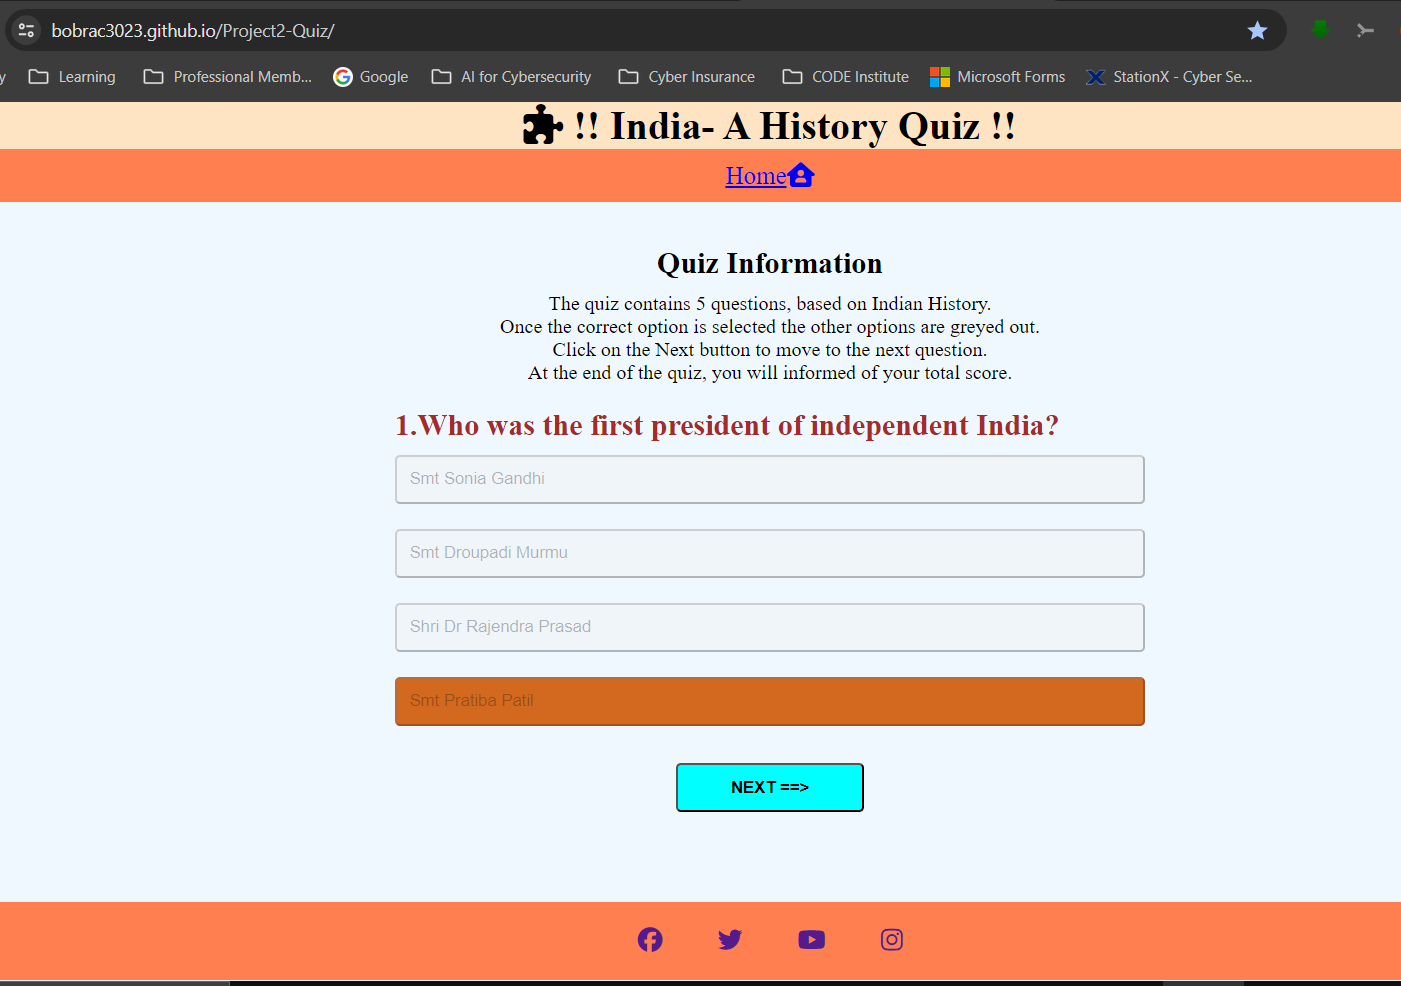 bobrac3023.github.io/Project2-Quiz/
y Learning Professional Memb... Google AI for Cybersecurity Cyber Insurance CODE Institute Microsoft Forms StationX - Cyber Se...
!! India- A History Quiz !!
Home
Quiz Information
The quiz contains 5 questions, based on Indian History.
Once the correct option is selected the other options are greyed out.
Click on the Next button to move to the next question.
At the end of the quiz, you will informed of your total score.
1.Who was the first president of independent India?
Smt Sonia Gandhi
Smt Droupadi Murmu
Shri Dr Rajendra Prasad
Smt Pratiba Patil
NEXT ==>